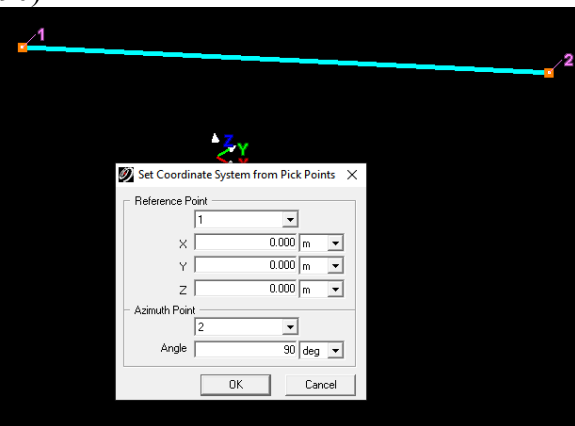 1
2
Z
Y
X
Set Coordinate System from Pick Points
Reference Point
1
X 0.000 m
Y 0.000 m
Z 0.000 m
Azimuth Point
2
Angle 90 deg
OK Cancel